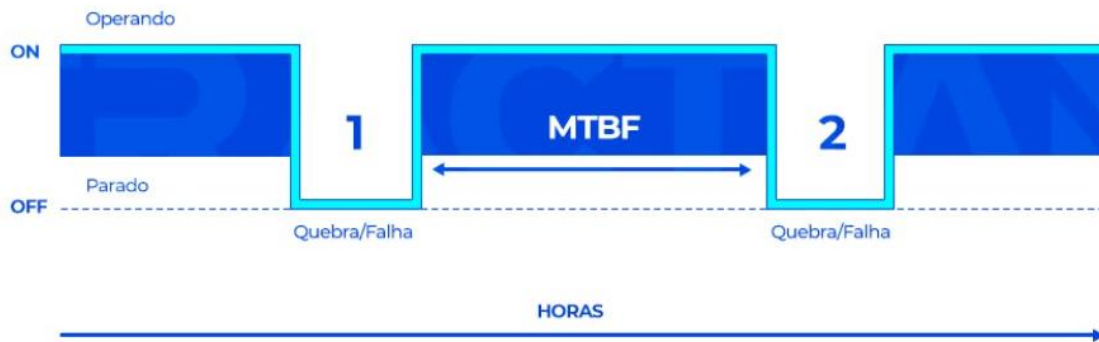 Operando
ON
1
MTBF
2
Parado
OFF
Quebra/Falha
Quebra/Falha
HORAS